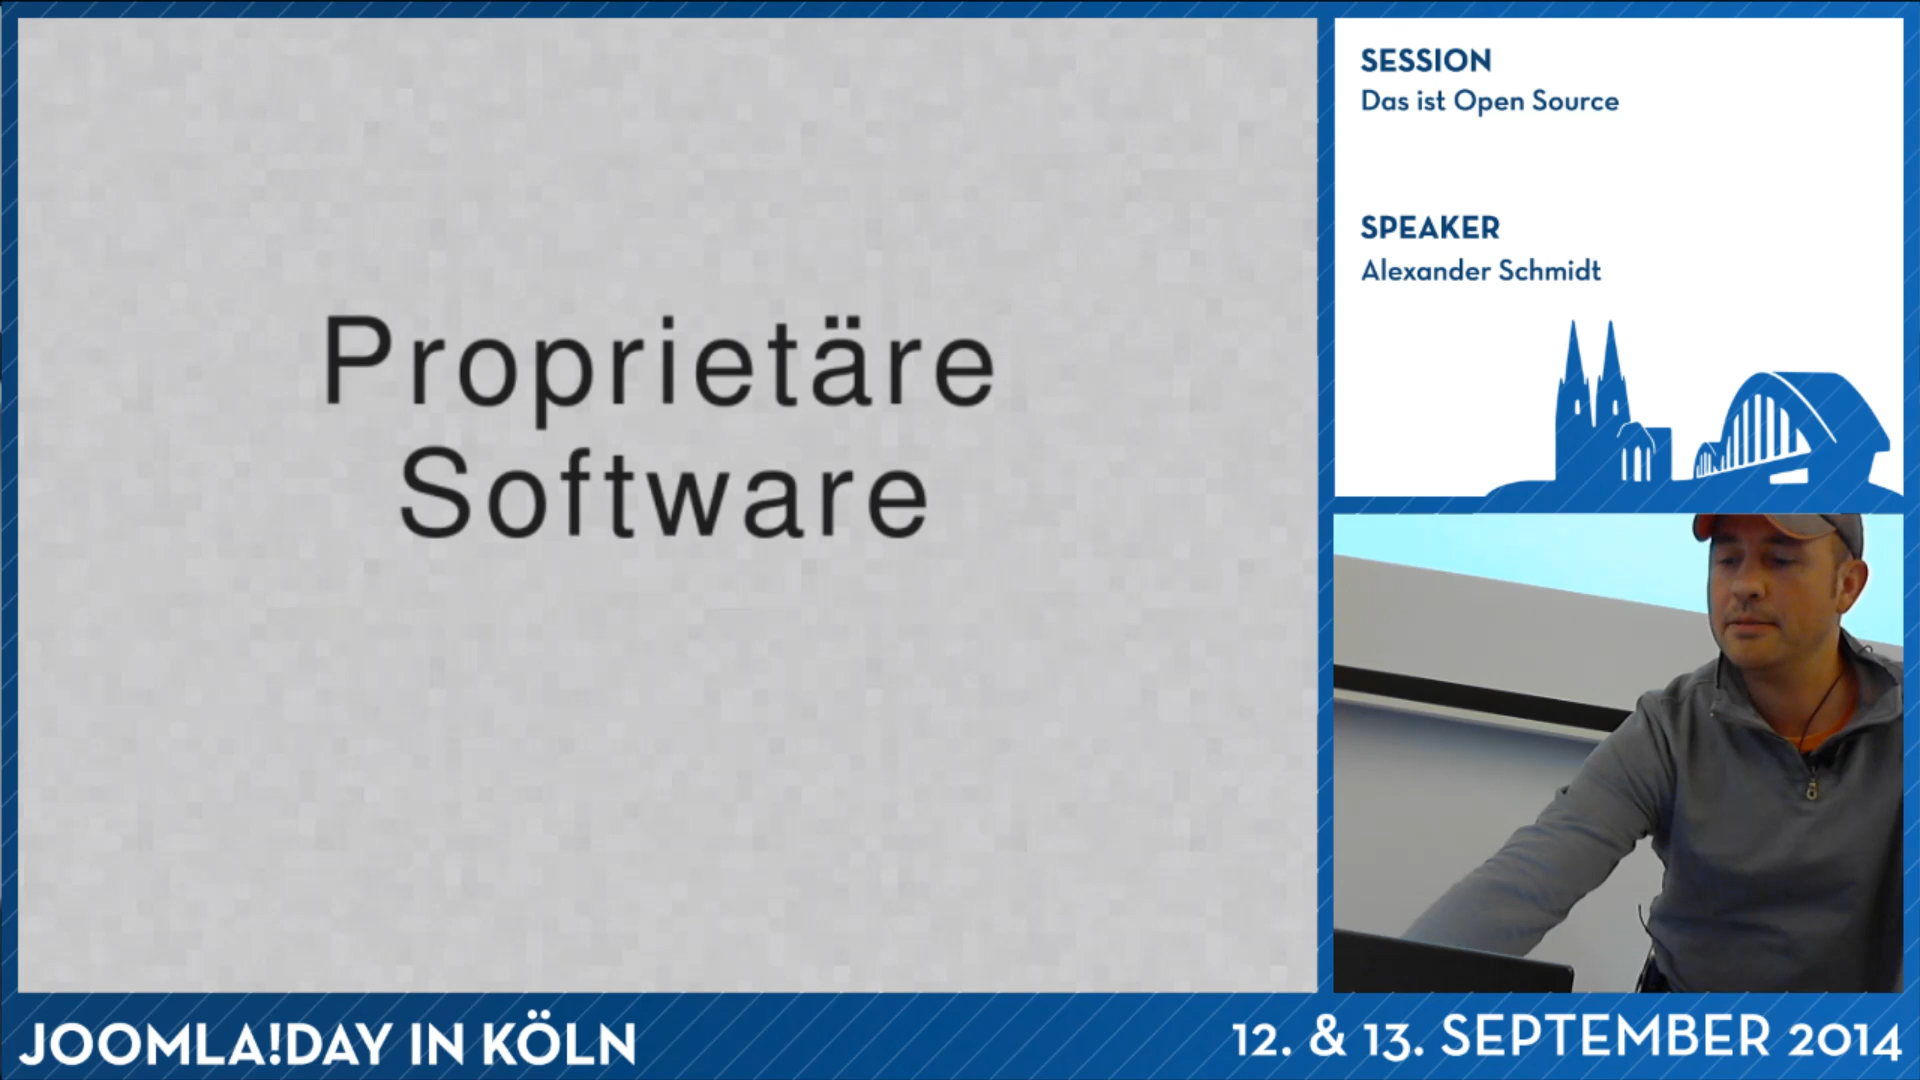 Proprietäre
Software
SESSION
Das ist Open Source
SPEAKER
Alexander Schmidt
JOOMLA!DAY IN KÖLN
12. & 13. SEPTEMBER 2014